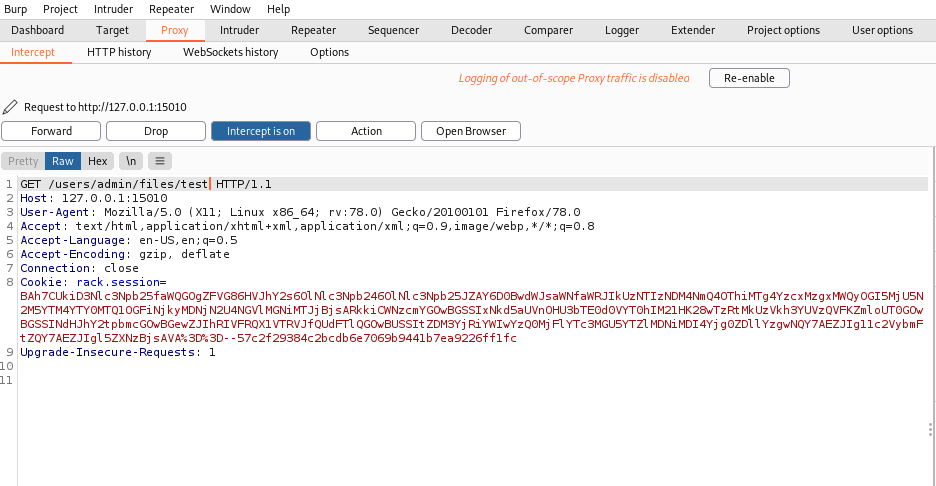 Burp Project Intruder Repeater Window Help
Dashboard Target Proxy Intruder Repeater Sequencer Decoder Comparer Logger Extender Project options User options
Intercept HTTP history WebSockets history Options
Logging of out-of-scope Proxy traffic is disabled Re-enable
Request to http://127.0.0.1:15010
Forward Drop Intercept is on Action Open Browser
Pretty Raw Hex \n
1 GET /users/admin/files/test HTTP/1.1
2 Host: 127.0.0.1:15010
3 User-Agent: Mozilla/5.0 (X11; Linux x86_64; rv:78.0) Gecko/20100101 Firefox/78.0
4 Accept: text/html,application/xhtml+xml,application/xml;q=0.9,image/webp,*/*;q=0.8
5 Accept-Language: en-US,en;q=0.5
6 Accept-Encoding: gzip, deflate
7 Connection: close
8 Cookie: rack.session=
9 Upgrade-Insecure-Requests: 1
10
11